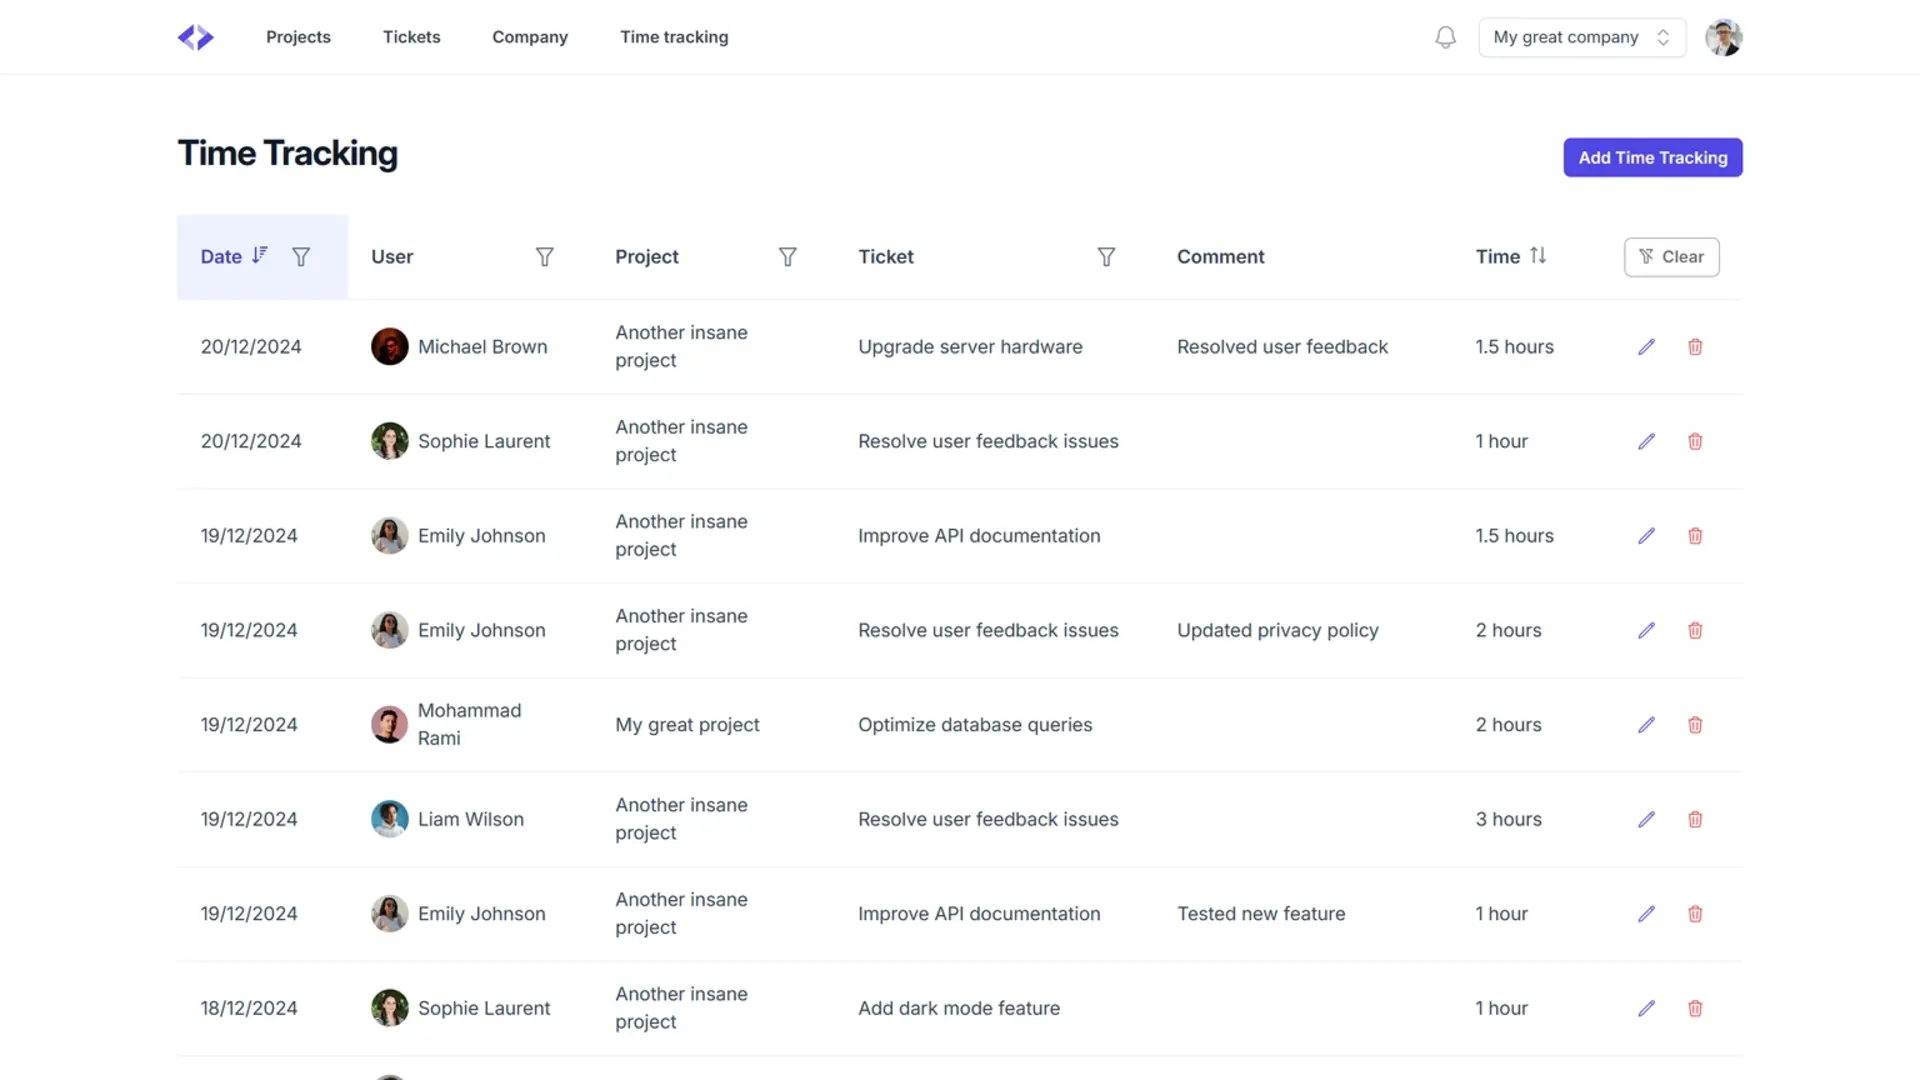 Projects Tickets Company Time tracking My great company
Time Tracking
Add Time Tracking
Date User Project Ticket Comment Time Clear
20/12/2024 Michael Brown Another insane project Upgrade server hardware Resolved user feedback 1.5 hours
20/12/2024 Sophie Laurent Another insane project Resolve user feedback issues 1 hour
19/12/2024 Emily Johnson Another insane project Improve API documentation 1.5 hours
19/12/2024 Emily Johnson Another insane project Resolve user feedback issues Updated privacy policy 2 hours
19/12/2024 Mohammad Rami My great project Optimize database queries 2 hours
19/12/2024 Liam Wilson Another insane project Resolve user feedback issues 3 hours
19/12/2024 Emily Johnson Another insane project Improve API documentation Tested new feature 1 hour
18/12/2024 Sophie Laurent Another insane project Add dark mode feature 1 hour